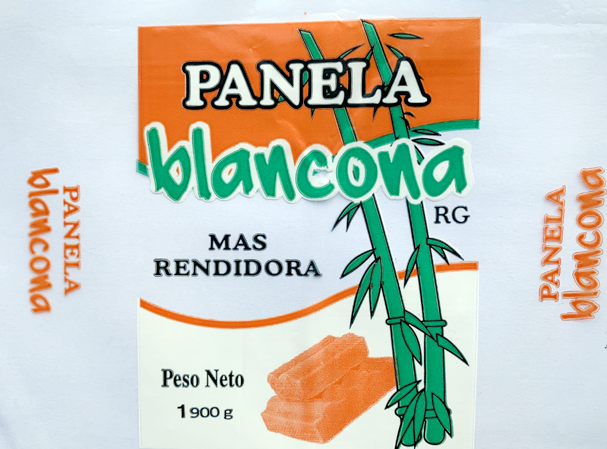 PANELA
blancona
RG
MAS
RENDIDORA
Peso Neto
1900 g
PANELA
blancona
PANELA
blancona